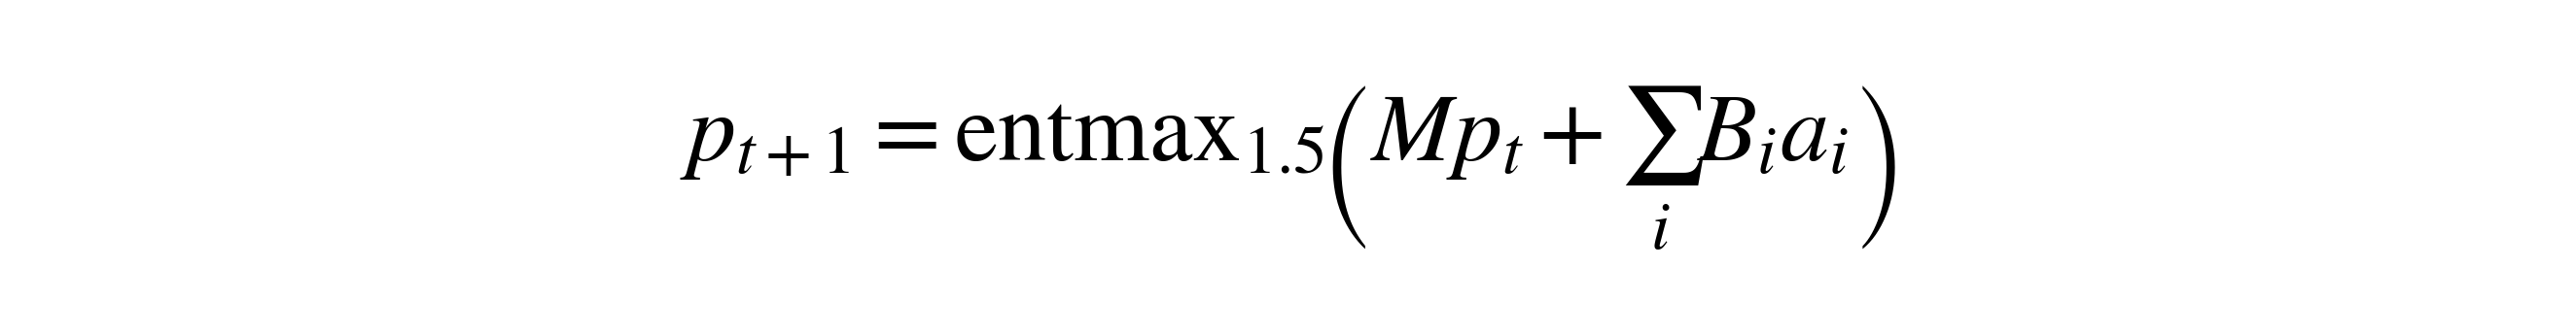 p_{t+1} = entmax_{1.5}(Mp_t + ∑_i B_i a_i)